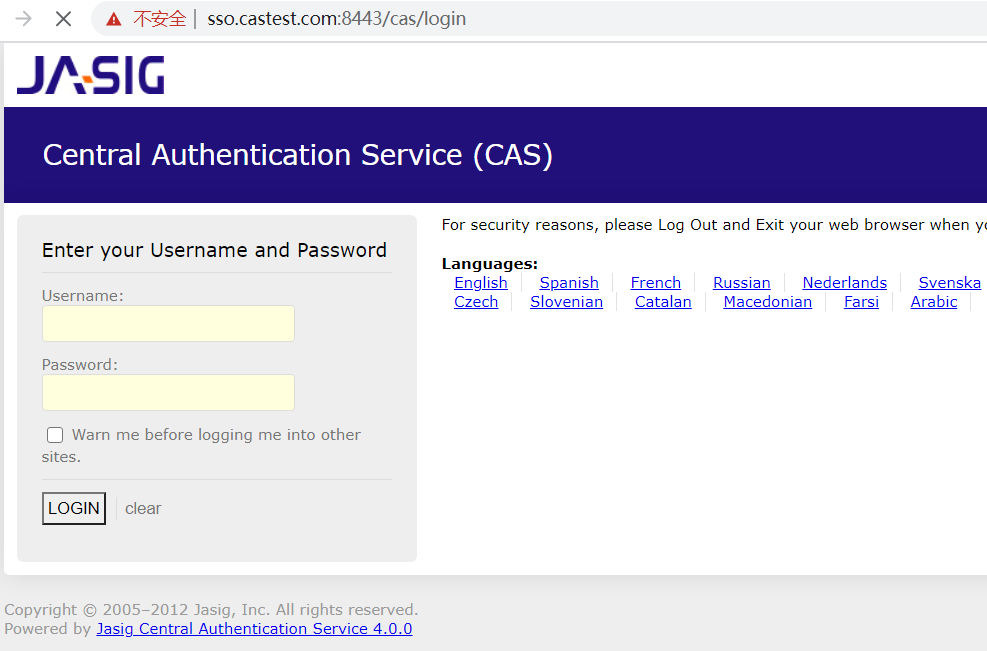 不安全 | sso.castest.com:8443/cas/login
JASIG
Central Authentication Service (CAS)
Enter your Username and Password
Username:
Password:
Warn me before logging me into other
sites.
LOGIN clear
For security reasons, please Log Out and Exit your web browser when
Languages:
English Spanish French Russian Nederlands Svenska
Czech Slovenian Catalan Macedonian Farsi Arabic
Copyright © 2005–2012 Jasig, Inc. All rights reserved.
Powered by Jasig Central Authentication Service 4.0.0